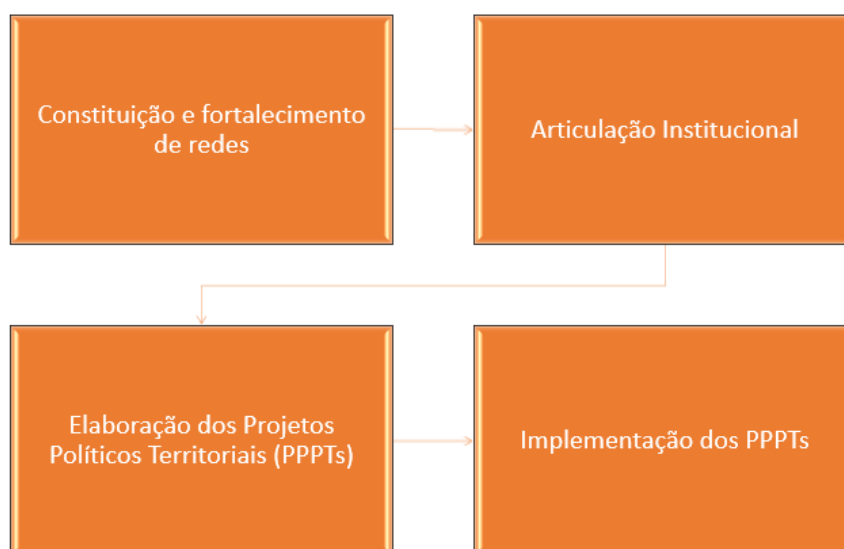 Constituição e fortalecimento
de redes
Articulação Institucional
Elaboração dos Projetos
Políticos Territoriais (PPPTs)
Implementação dos PPPTs